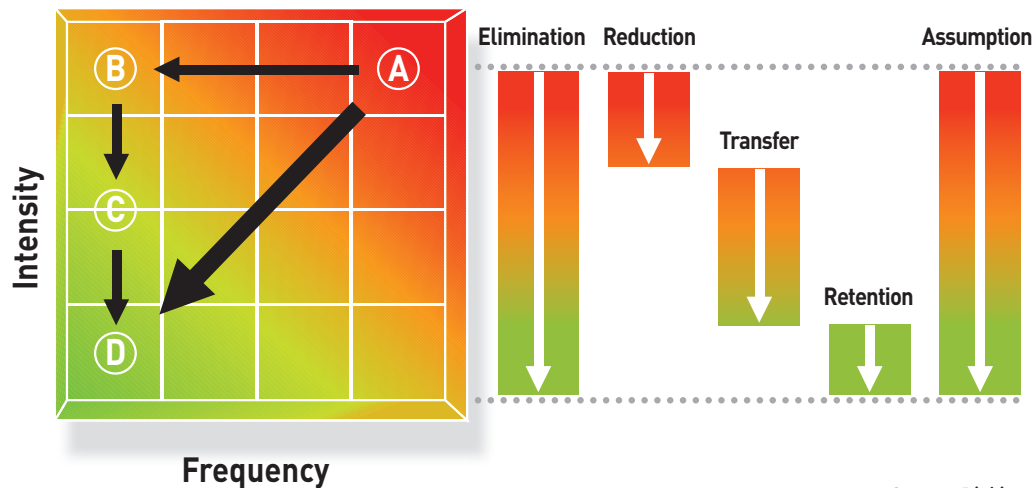 Elimination Reduction Assumption
B A
Transfer
C
Intensity
Retention
D
Frequency